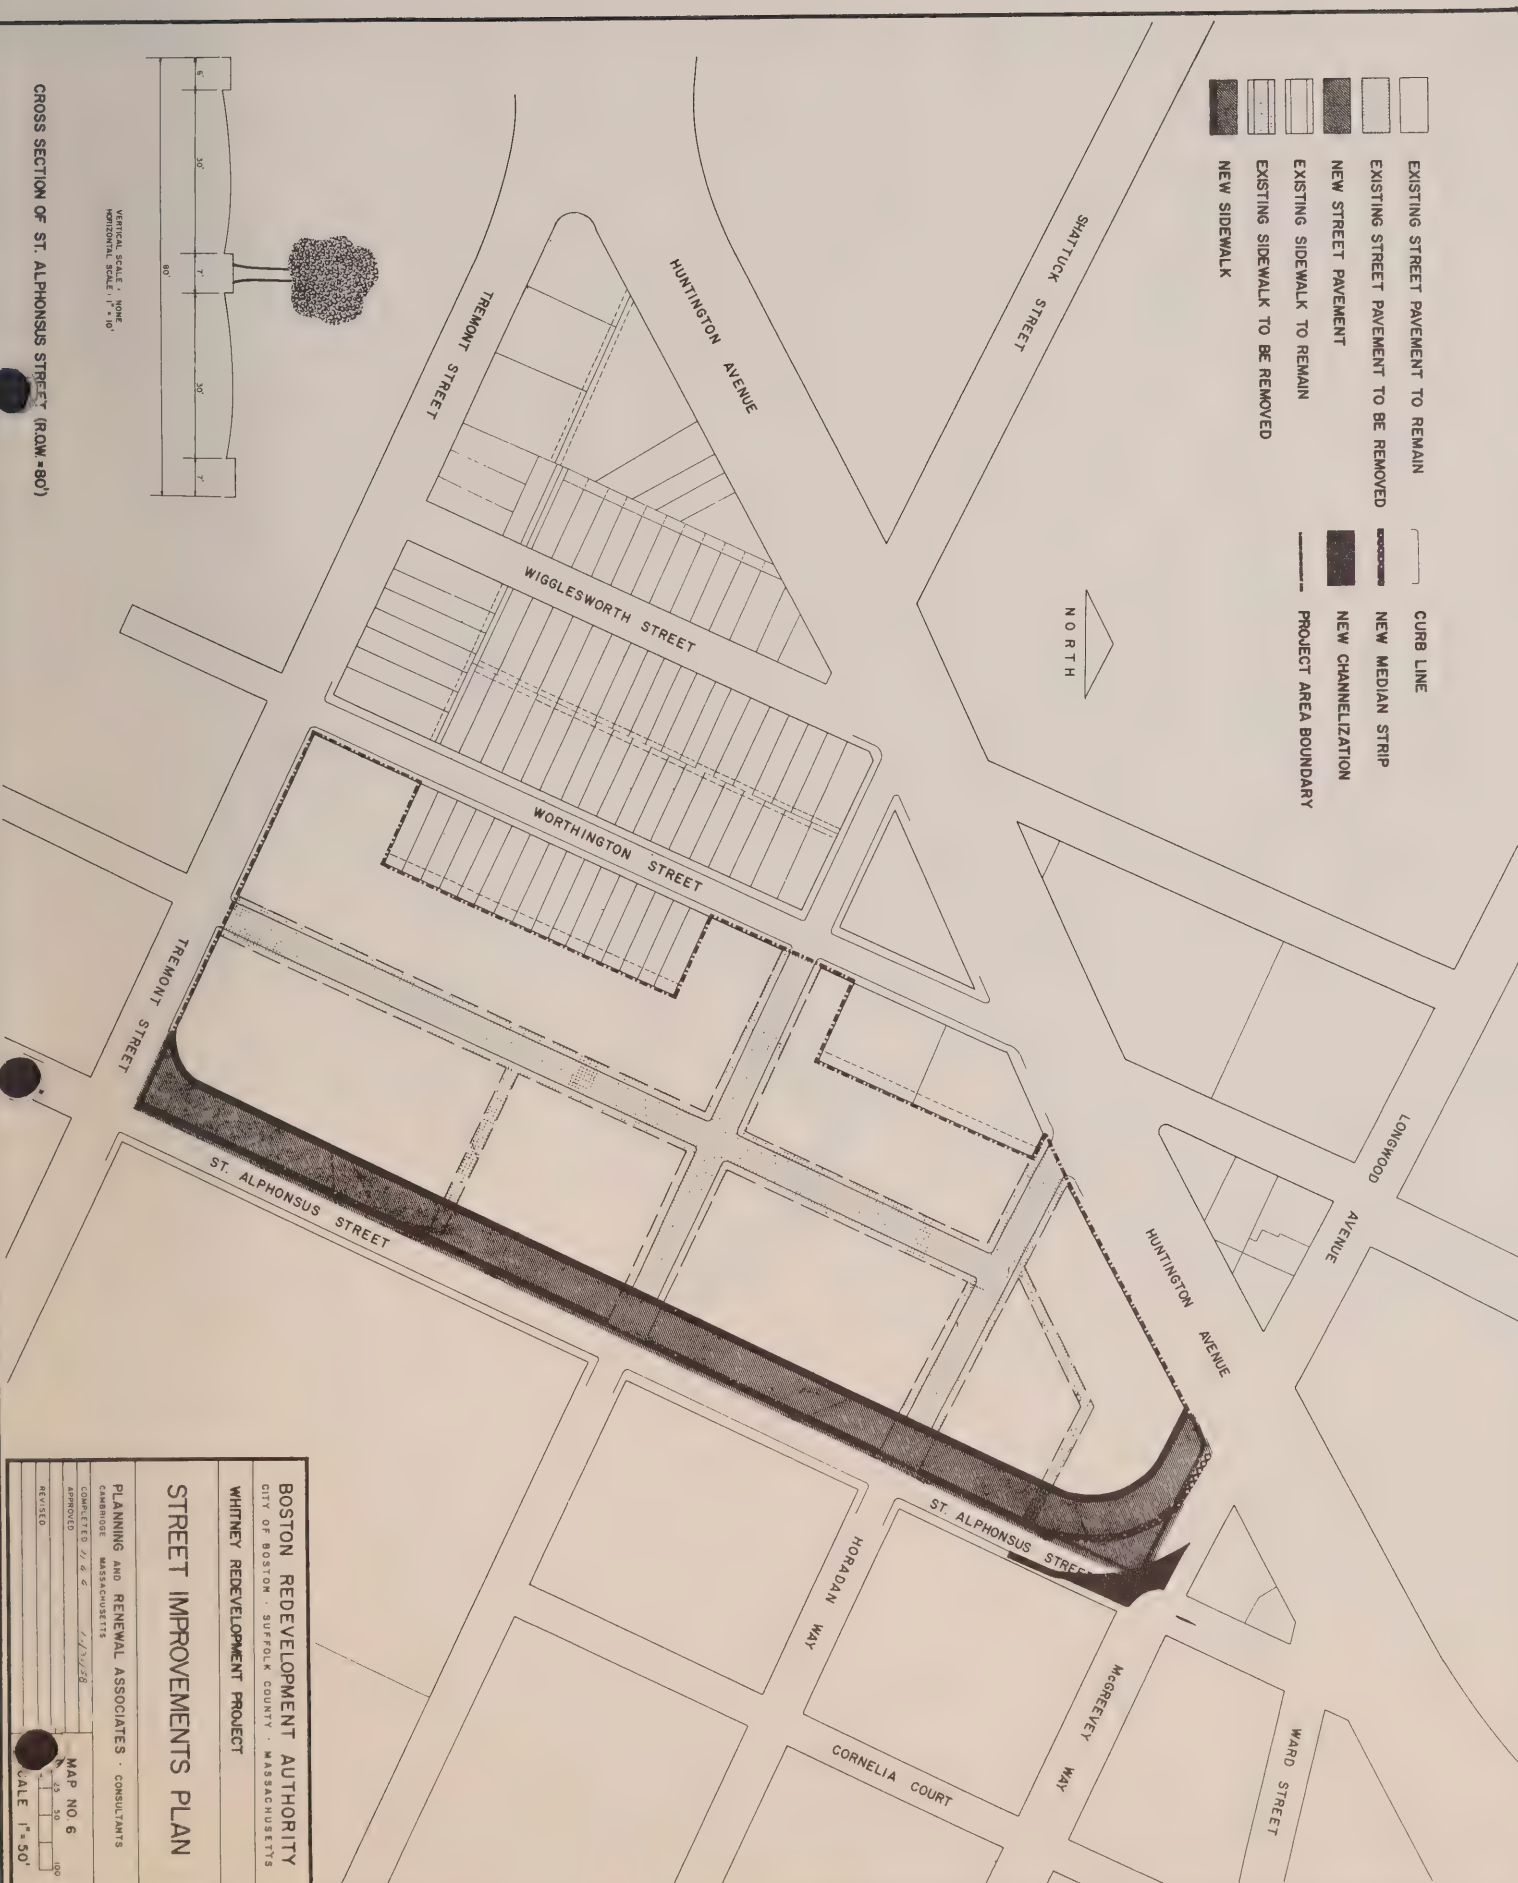 EXISTING STREET PAVEMENT TO REMAIN
EXISTING STREET PAVEMENT TO BE REMOVED
NEW STREET PAVEMENT
EXISTING SIDEWALK TO REMAIN
EXISTING SIDEWALK TO BE REMOVED
NEW SIDEWALK
CURB LINE
NEW MEDIAN STRIP
NEW CHANNELIZATION
PROJECT AREA BOUNDARY
NORTH
SHATTUCK STREET
HUNTINGTON AVENUE
TREMONT STREET
WIGGLESWORTH STREET
WORTHINGTON STREET
TREMONT STREET
ST. ALPHONSUS STREET
LONGWOOD AVENUE
HUNTINGTON AVENUE
ST. ALPHONSUS STREET
HORADAN WAY
McGREEVEY WAY
CORNELIA COURT
WARD STREET
6'
30'
7'
30'
7'
80'
VERTICAL SCALE : NONE
HORIZONTAL SCALE : 1" = 10'
CROSS SECTION OF ST. ALPHONSUS STREET (R.O.W. = 80')
BOSTON REDEVELOPMENT AUTHORITY
CITY OF BOSTON · SUFFOLK COUNTY · MASSACHUSETTS
WHITNEY REDEVELOPMENT PROJECT
STREET IMPROVEMENTS PLAN
PLANNING AND RENEWAL ASSOCIATES · CONSULTANTS
CAMBRIDGE MASSACHUSETTS
COMPLETED
APPROVED
REVISED
MAP NO. 6
25 50 100
1" = 50'